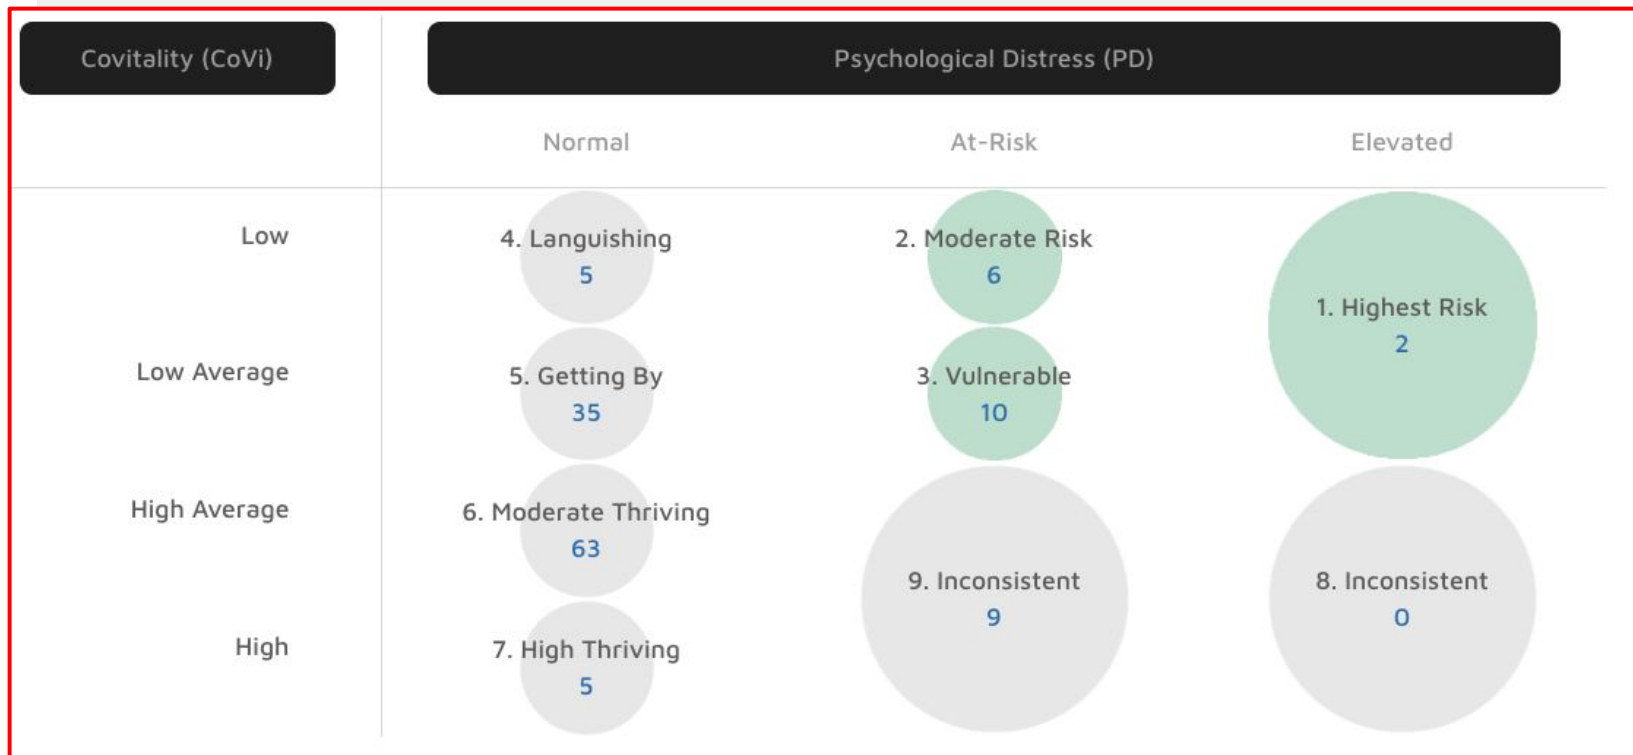 Covitality (CoVi)
Psychological Distress (PD)
Normal
At-Risk
Elevated
Low
4. Languishing
5
2. Moderate Risk
6
1. Highest Risk
2
Low Average
5. Getting By
35
3. Vulnerable
10
High Average
6. Moderate Thriving
63
9. Inconsistent
9
8. Inconsistent
0
High
7. High Thriving
5